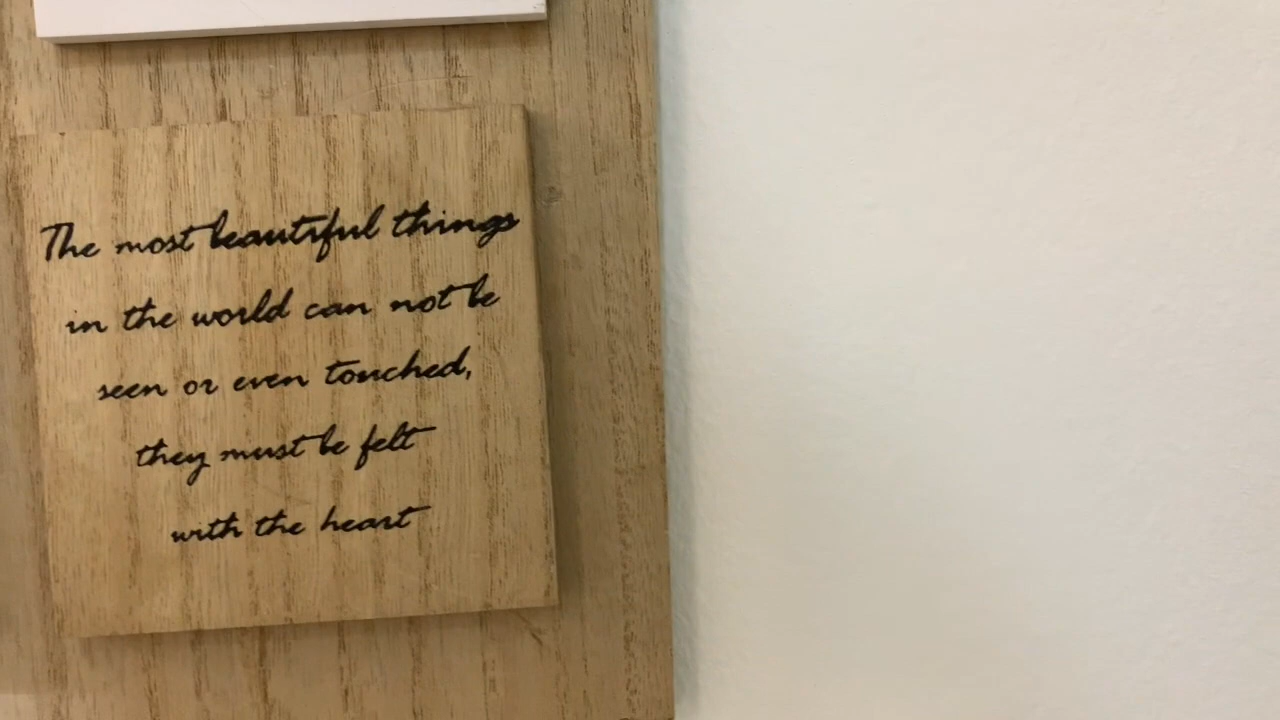 The most beautiful things
in the world can not be
seen or even touched,
they must be felt
with the heart